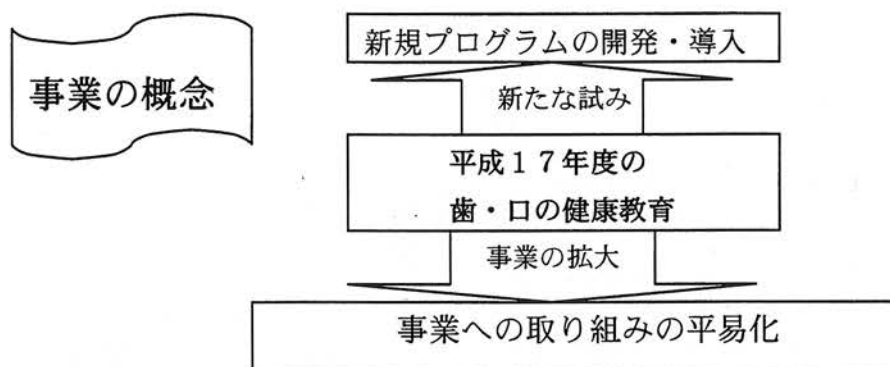 事業の概念
新規プログラムの開発・導入
新たな試み
平成１７年度の
歯・口の健康教育
事業の拡大
事業への取り組みの平易化